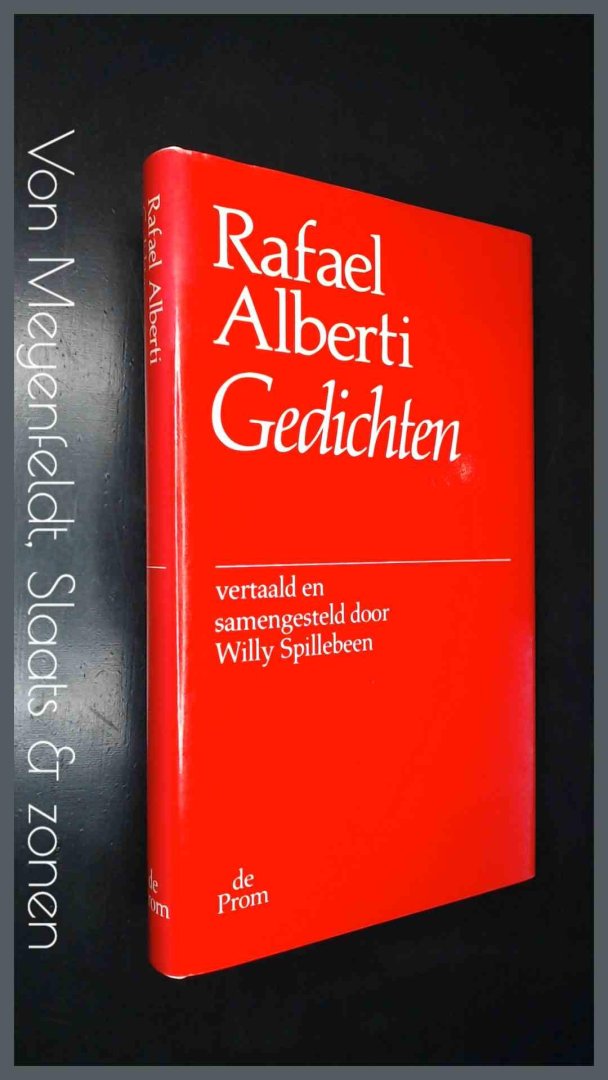 Von Meyenfeldt, Slaats & zonen
Rafael Alberti
de
Prom
Rafael
Alberti
Gedichten
vertaald en
samengesteld door
Willy Spillebeen
de
Prom